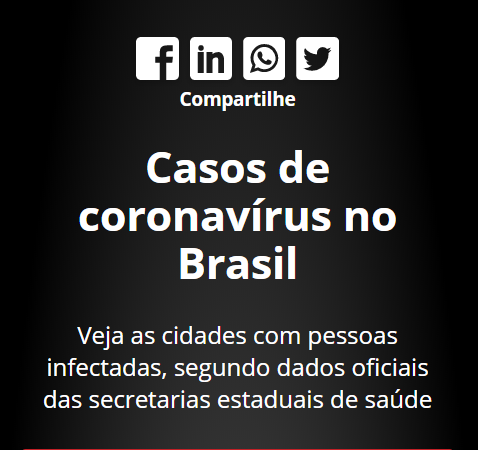 Compartilhe
Casos de
coronavírus no
Brasil
Veja as cidades com pessoas
infectadas, segundo dados oficiais
das secretarias estaduais de saúde